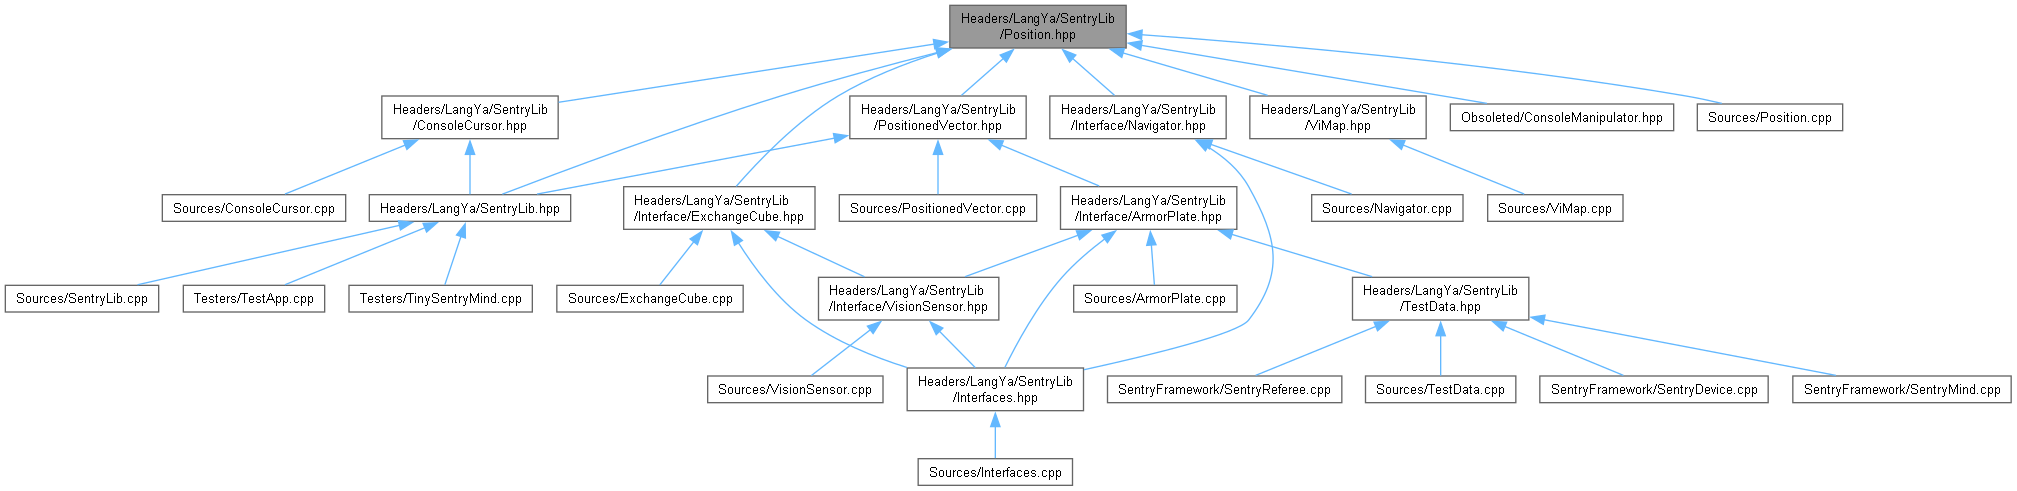 Headers/LangYa/SentryLib
/Position.hpp
Headers/LangYa/SentryLib
/ConsoleCursor.hpp
Headers/LangYa/SentryLib
/PositionedVector.hpp
Headers/LangYa/SentryLib
/Interface/Navigator.hpp
Headers/LangYa/SentryLib
/ViMap.hpp
Obsoleted/ConsoleManipulator.hpp
Sources/Position.cpp
Sources/ConsoleCursor.cpp
Headers/LangYa/SentryLib.hpp
Headers/LangYa/SentryLib
/Interface/ExchangeCube.hpp
Sources/PositionedVector.cpp
Headers/LangYa/SentryLib
/Interface/ArmorPlate.hpp
Sources/Navigator.cpp
Sources/ViMap.cpp
Sources/SentryLib.cpp
Testers/TestApp.cpp
Testers/TinySentryMind.cpp
Sources/ExchangeCube.cpp
Headers/LangYa/SentryLib
/Interface/VisionSensor.hpp
Sources/ArmorPlate.cpp
Headers/LangYa/SentryLib
/TestData.hpp
Sources/VisionSensor.cpp
Headers/LangYa/SentryLib
/Interfaces.hpp
SentryFramework/SentryReferee.cpp
Sources/TestData.cpp
SentryFramework/SentryDevice.cpp
SentryFramework/SentryMind.cpp
Sources/Interfaces.cpp